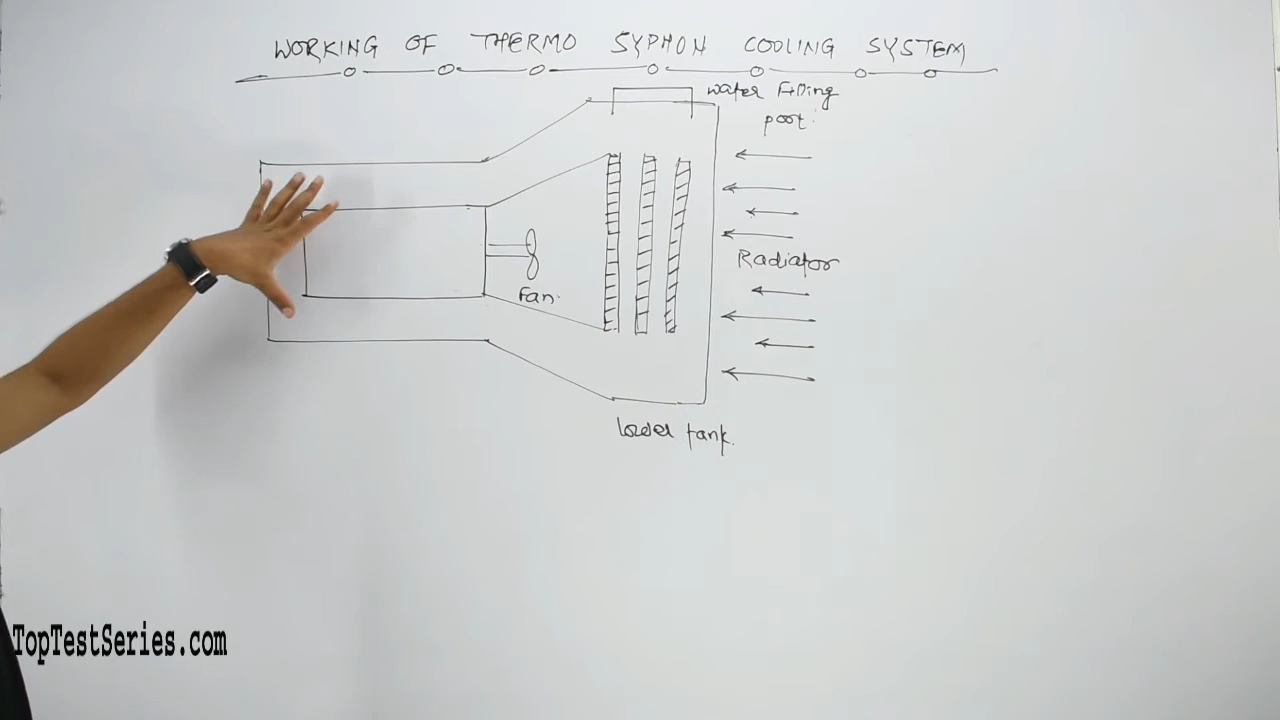 WORKING OF THERMO SYPHON COOLING SYSTEM
water Filling
poot:
Radiator
Fan.
lower tank.
TopTestSeries.com